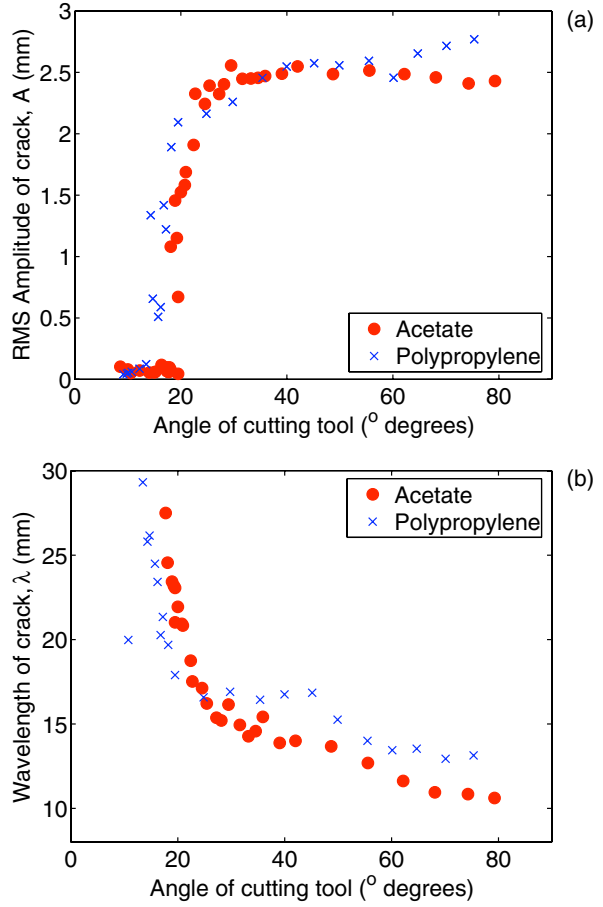 (a)
RMS Amplitude of crack, A (mm)
3
2.5
2
1.5
1
0.5
0
0 20 40 60 80
Angle of cutting tool (° degrees)
Acetate
Polypropylene
(b)
Wavelength of crack, λ (mm)
30
25
20
15
10
0 20 40 60 80
Angle of cutting tool (° degrees)
Acetate
Polypropylene